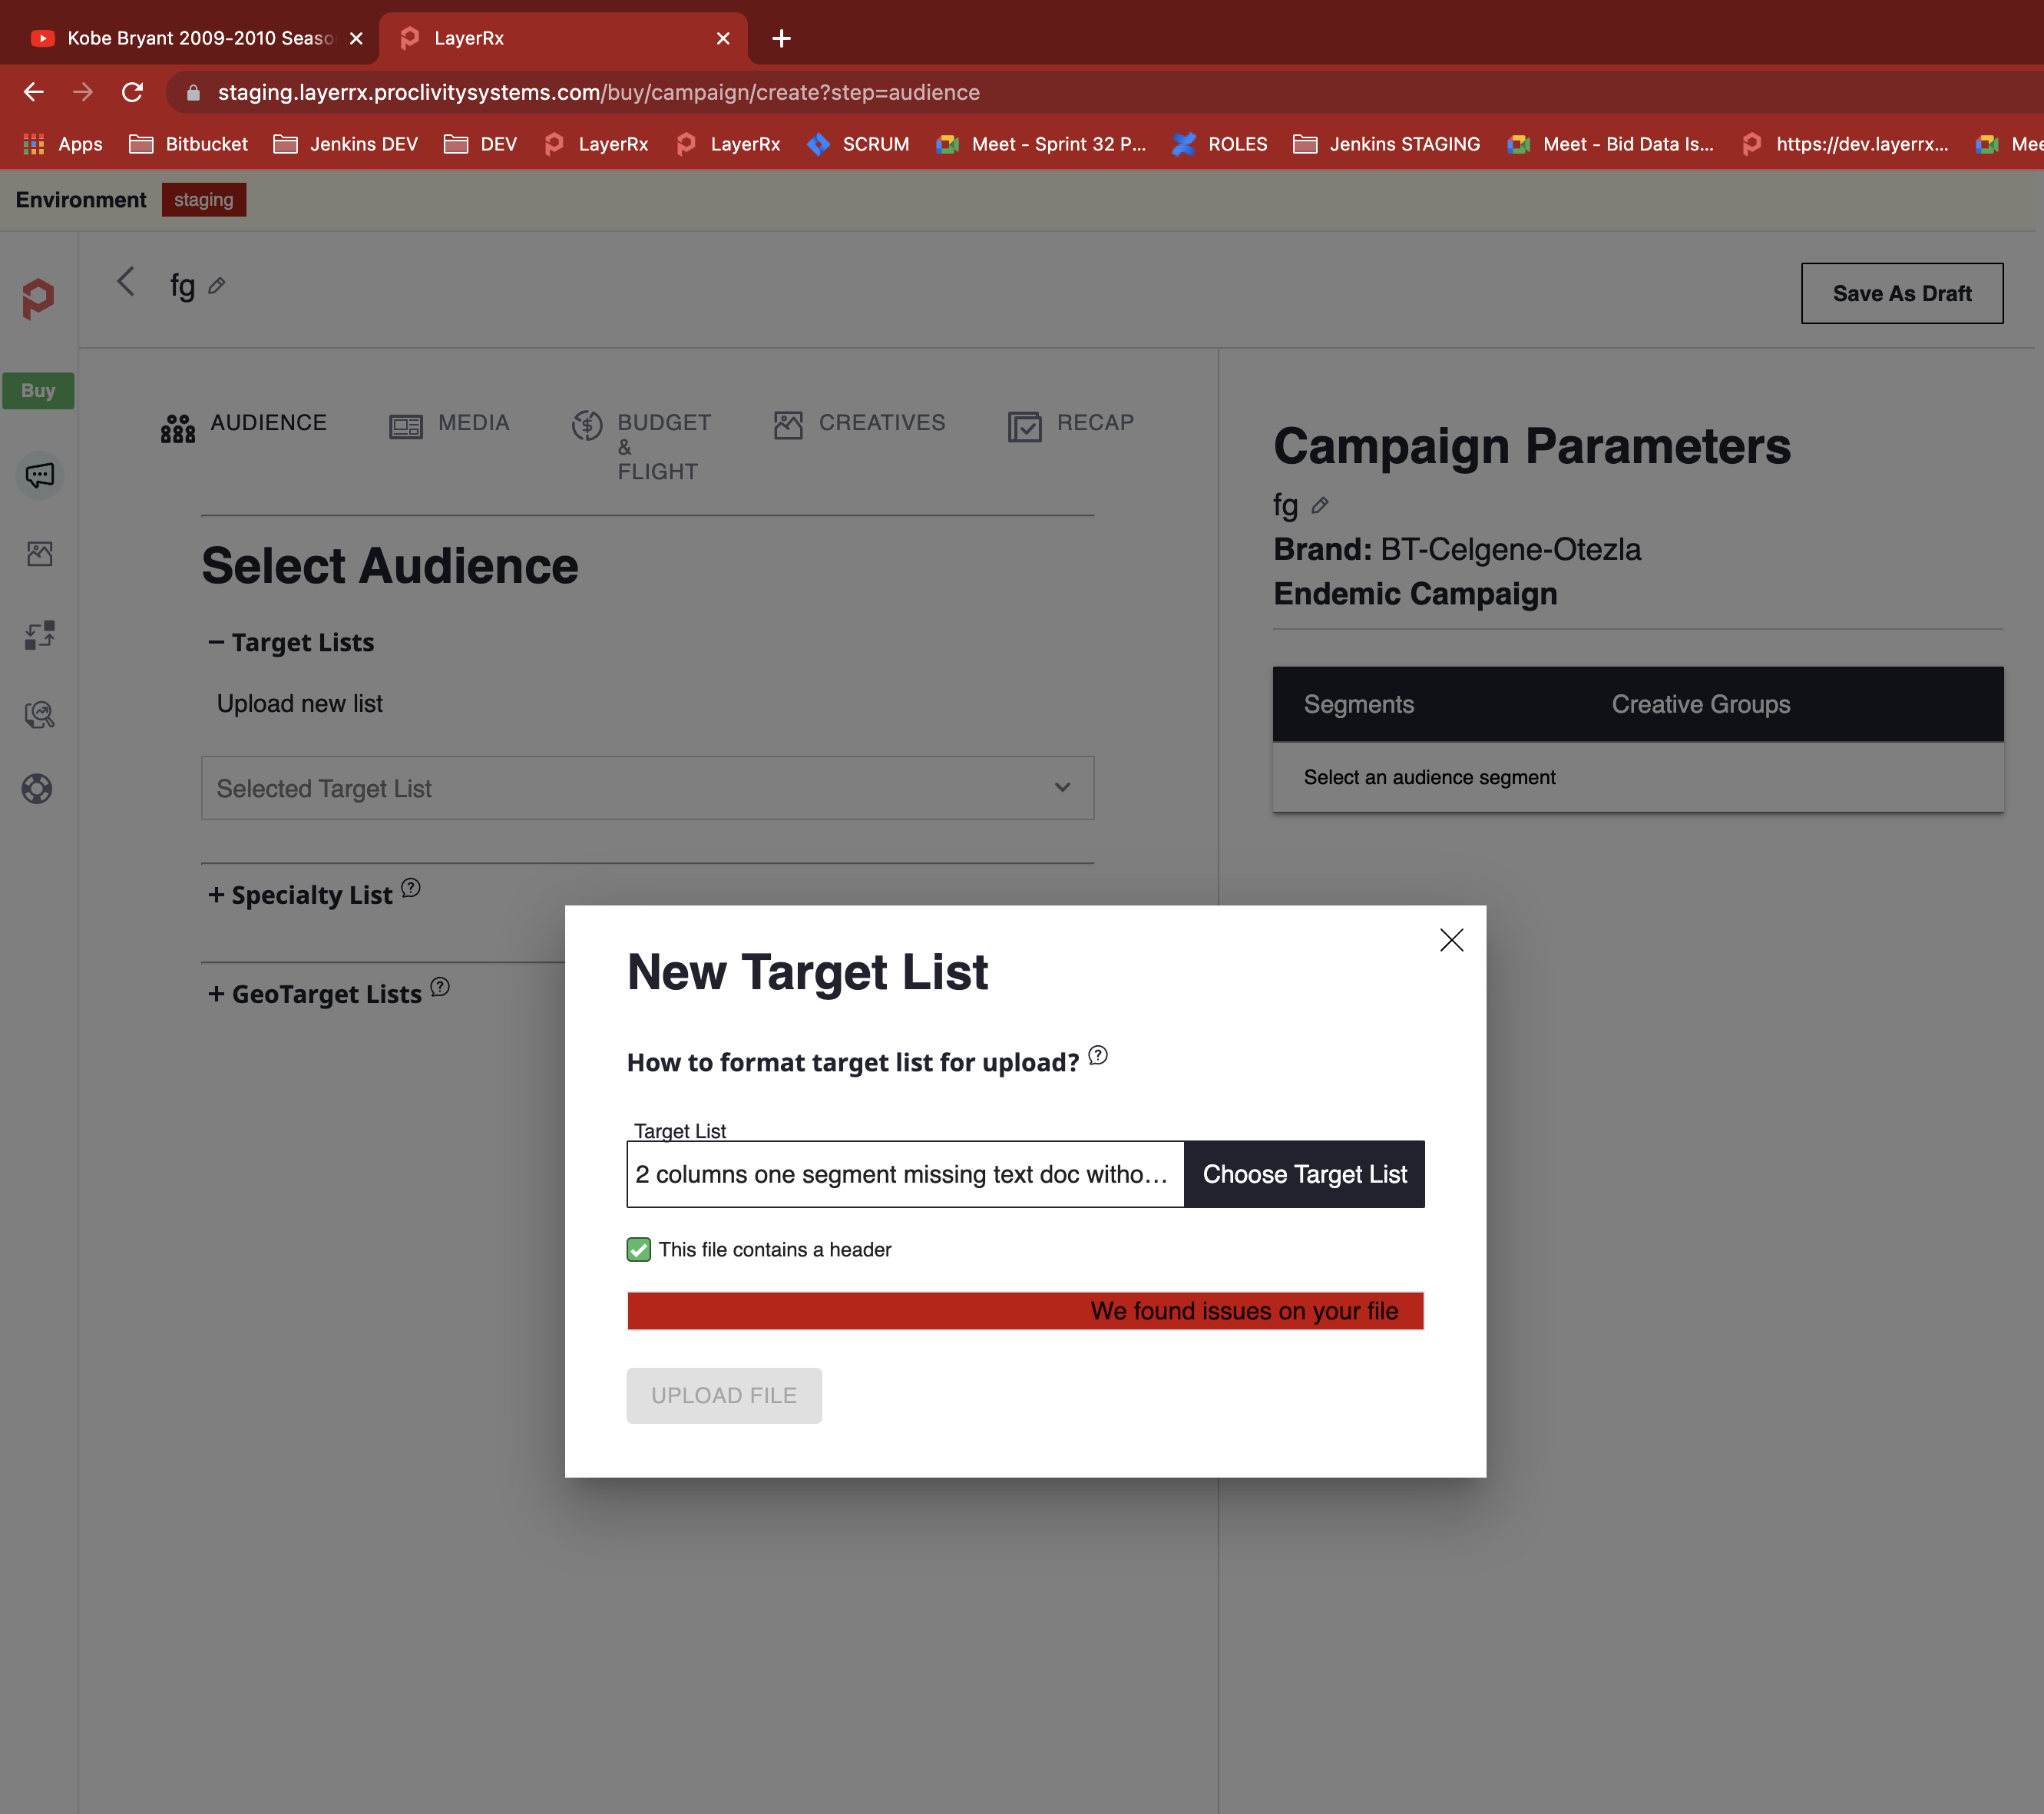 Kobe Bryant 2009-2010 Seaso
LayerRx
staging.layerrx.proclivitysystems.com/buy/campaign/create?step=audience
Apps Bitbucket Jenkins DEV DEV LayerRx LayerRx SCRUM Meet - Sprint 32 P... ROLES Jenkins STAGING Meet - Bid Data Is... https://dev.layerrx... Mee
Environment staging
fg
Save As Draft
Buy
AUDIENCE
MEDIA
BUDGET
&
FLIGHT
CREATIVES
RECAP
Select Audience
− Target Lists
Upload new list
Selected Target List
+ Specialty List ?
+ GeoTarget Lists ?
Campaign Parameters
fg
Brand: BT-Celgene-Otezla
Endemic Campaign
Segments Creative Groups
Select an audience segment
New Target List
How to format target list for upload? ?
Target List
2 columns one segment missing text doc witho... Choose Target List
This file contains a header
We found issues on your file
UPLOAD FILE